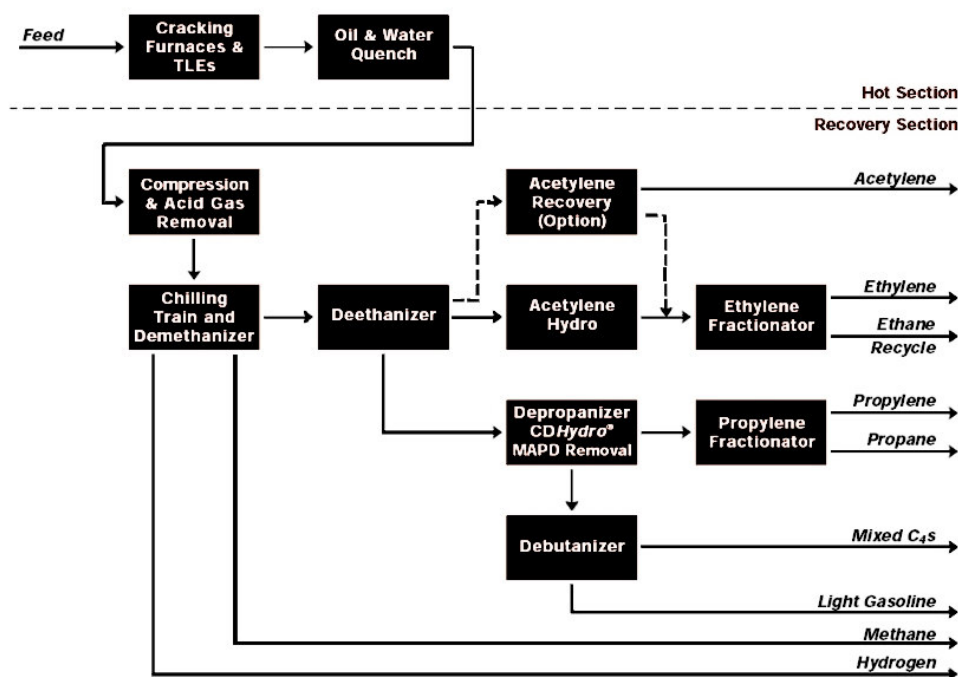 Feed
Cracking
Furnaces &
TLEs
Oil & Water
Quench
Hot Section
Recovery Section
Compression
& Acid Gas
Removal
Acetylene
Recovery
(Option)
Acetylene
Chilling
Train and
Demethanizer
Deethanizer
Acetylene
Hydro
Ethylene
Fractionator
Ethylene
Ethane
Recycle
Depropanizer
CDHydro®
MAPD Removal
Propylene
Fractionator
Propylene
Propane
Debutanizer
Mixed C₄s
Light Gasoline
Methane
Hydrogen